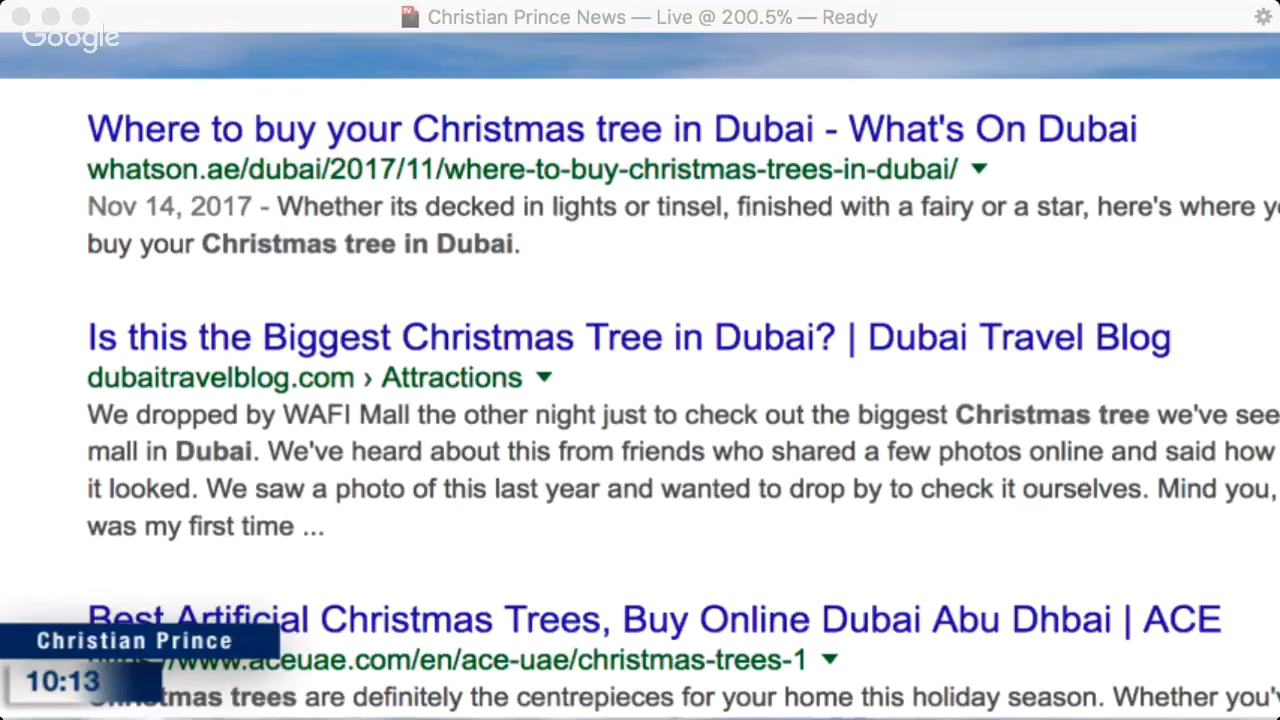 Christian Prince News — Live @ 200.5% — Ready
Google
Where to buy your Christmas tree in Dubai - What's On Dubai
whatson.ae/dubai/2017/11/where-to-buy-christmas-trees-in-dubai/
Nov 14, 2017 - Whether its decked in lights or tinsel, finished with a fairy or a star, here's where
buy your Christmas tree in Dubai.
Is this the Biggest Christmas Tree in Dubai? | Dubai Travel Blog
dubaitravelblog.com › Attractions
We dropped by WAFI Mall the other night just to check out the biggest Christmas tree we've see
mall in Dubai. We've heard about this from friends who shared a few photos online and said how
it looked. We saw a photo of this last year and wanted to drop by to check it ourselves. Mind you,
was my first time ...
Best Artificial Christmas Trees, Buy Online Dubai Abu Dhbai | ACE
www.aceuae.com/en/ace-uae/christmas-trees-1
trees are definitely the centrepieces for your home this holiday season. Whether you'v
Christian Prince
10:13